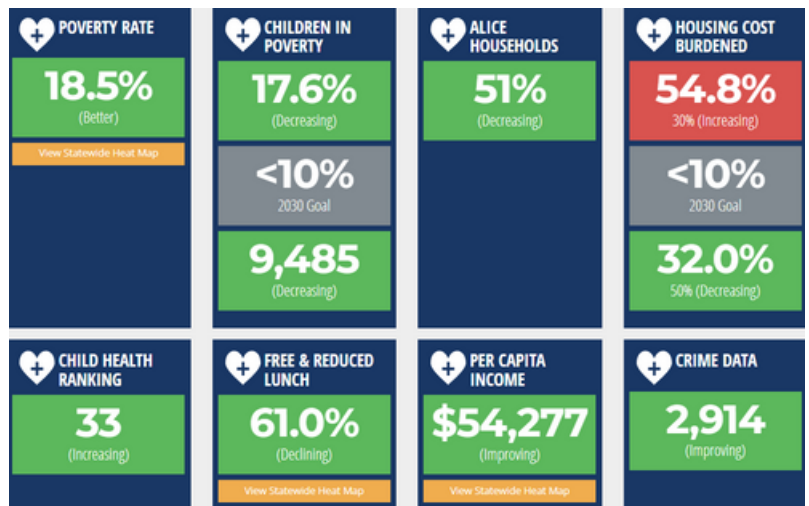 POVERTY RATE
18.5%
(Better)
View Statewide Heat Map
CHILDREN IN
POVERTY
17.6%
(Decreasing)
<10%
2030 Goal
9,485
(Decreasing)
ALICE
HOUSEHOLDS
51%
(Decreasing)
HOUSING COST
BURDENED
54.8%
30% (Increasing)
<10%
2030 Goal
32.0%
50% (Decreasing)
CHILD HEALTH
RANKING
33
(Increasing)
FREE & REDUCED
LUNCH
61.0%
(Declining)
View Statewide Heat Map
PER CAPITA
INCOME
$54,277
(Improving)
View Statewide Heat Map
CRIME DATA
2,914
(Improving)